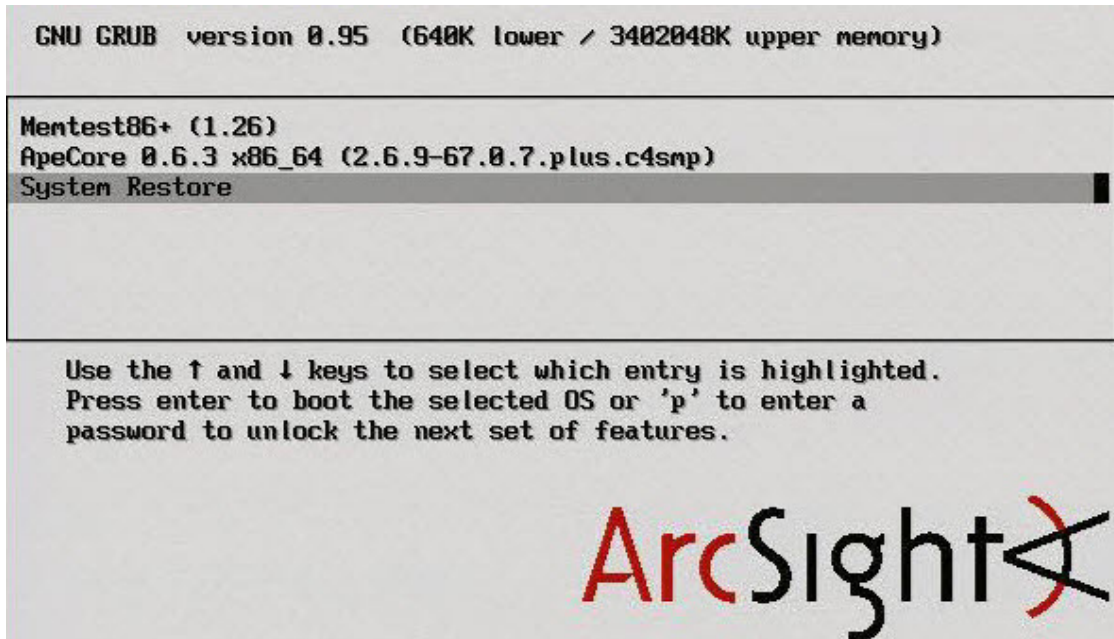 GNU GRUB version 0.95 (640K lower / 3402048K upper memory)
Memtest86+ (1.26)
ApeCore 0.6.3 x86_64 (2.6.9-67.0.7.plus.c4smp)
System Restore
Use the ↑ and ↓ keys to select which entry is highlighted.
Press enter to boot the selected OS or 'p' to enter a
password to unlock the next set of features.
ArcSight